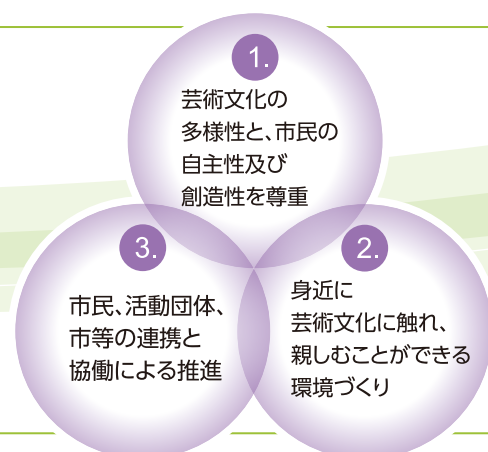 1.
芸術文化の
多様性と、市民の
自主性及び
創造性を尊重
2.
身近に
芸術文化に触れ、
親しむことができる
環境づくり
3.
市民、活動団体、
市等の連携と
協働による推進